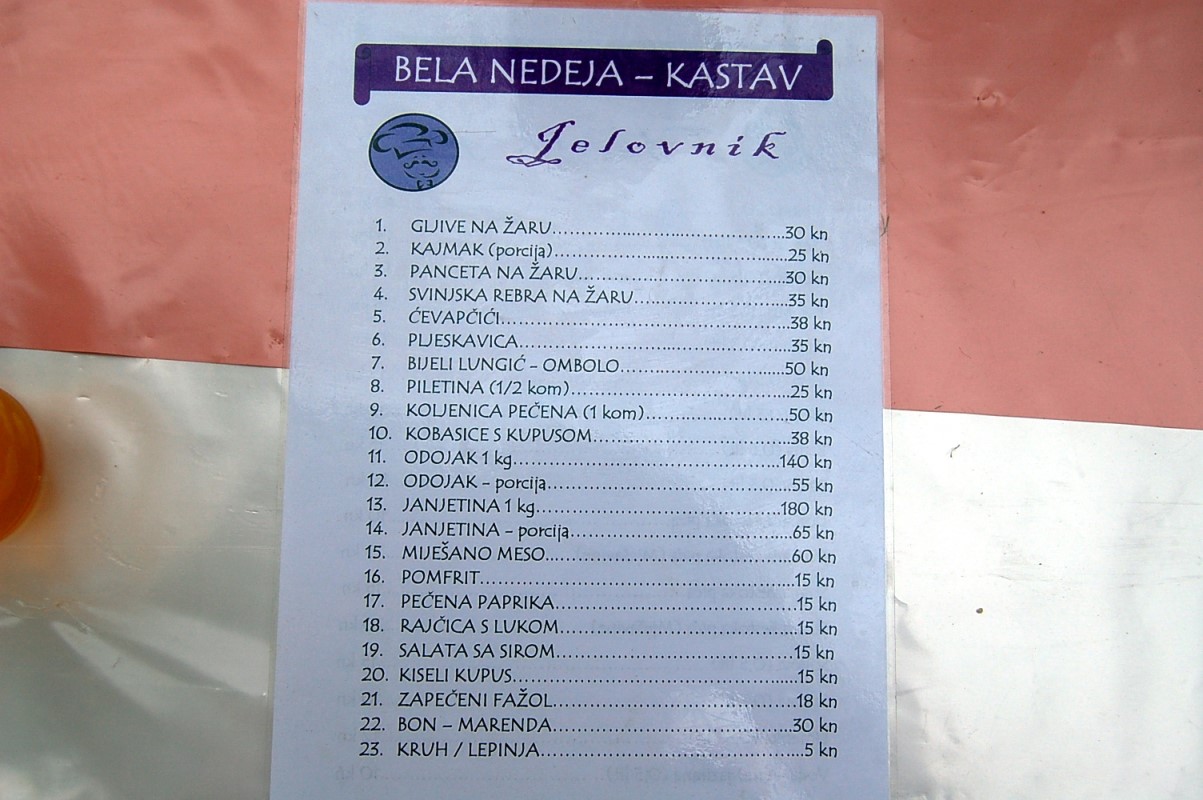 BELA NEDEJA – KASTAV
Jelovnik
1. GLJIVE NA ŽARU.......................................30 kn
2. KAJMAK (porcija).......................................25 kn
3. PANCETA NA ŽARU.......................................30 kn
4. SVINJSKA REBRA NA ŽARU.......................................35 kn
5. ĆEVAPČIĆI.......................................38 kn
6. PLJESKAVICA.......................................35 kn
7. BIJELI LUNGIĆ - OMBOLO.......................................50 kn
8. PILETINA (1/2 kom).......................................25 kn
9. KOLJENICA PEČENA (1 kom).......................................50 kn
10. KOBASICE S KUPUSOM.......................................38 kn
11. ODOJAK 1 kg.......................................140 kn
12. ODOJAK - porcija.......................................55 kn
13. JANJETINA 1 kg.......................................180 kn
14. JANJETINA - porcija.......................................65 kn
15. MIJEŠANO MESO.......................................60 kn
16. POMFRIT.......................................15 kn
17. PEČENA PAPRIKA.......................................15 kn
18. RAJČICA S LUKOM.......................................15 kn
19. SALATA SA SIROM.......................................15 kn
20. KISELI KUPUS.......................................15 kn
21. ZAPEČENI FAŽOL.......................................18 kn
22. BON – MARENDA.......................................30 kn
23. KRUH / LEPINJA.......................................5 kn